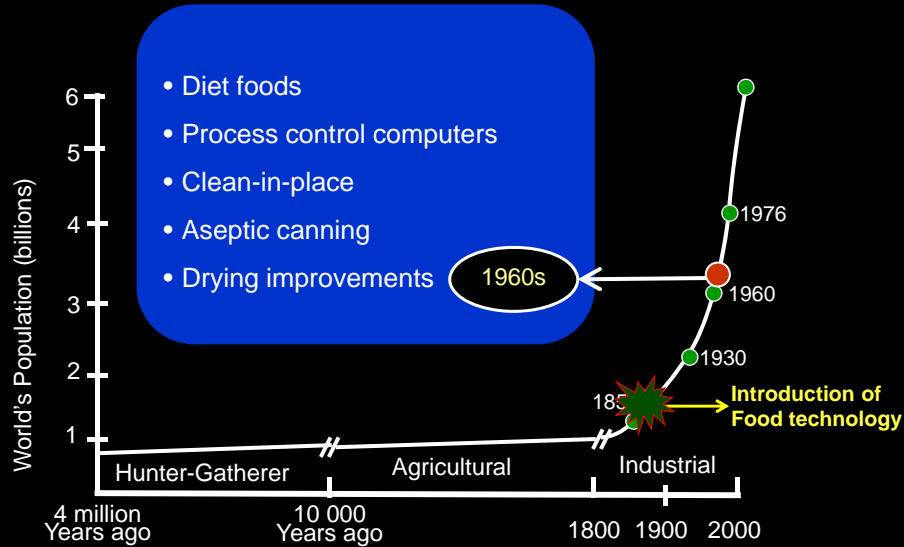 • Diet foods
• Process control computers
• Clean-in-place
• Aseptic canning
• Drying improvements
1960s
World's Population (billions)
6
5
4
3
2
1
1976
1960
1930
Introduction of
Food technology
Hunter-Gatherer
Agricultural
Industrial
4 million
Years ago
10 000
Years ago
1800
1900
2000